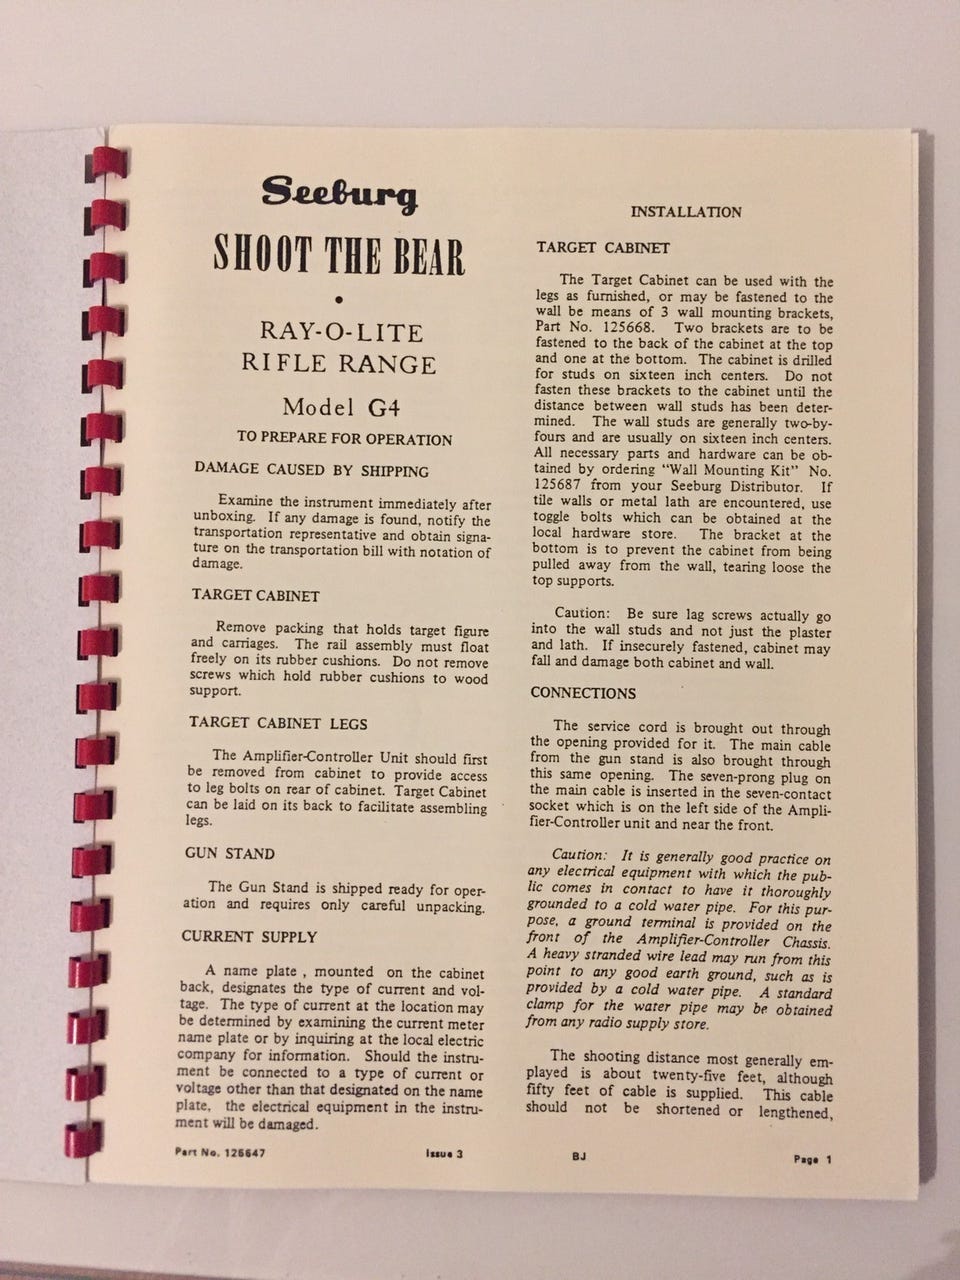 Seeburg
SHOOT THE BEAR
•
RAY-O-LITE
RIFLE RANGE
Model G4
TO PREPARE FOR OPERATION
DAMAGE CAUSED BY SHIPPING
Examine the instrument immediately after
unboxing. If any damage is found, notify the
transportation representative and obtain signa-
ture on the transportation bill with notation of
damage.
TARGET CABINET
Remove packing that holds target figure
and carriages. The rail assembly must float
freely on its rubber cushions. Do not remove
screws which hold rubber cushions to wood
support.
TARGET CABINET LEGS
The Amplifier-Controller Unit should first
be removed from cabinet to provide access
to leg bolts on rear of cabinet. Target Cabinet
can be laid on its back to facilitate assembling
legs.
GUN STAND
The Gun Stand is shipped ready for oper-
ation and requires only careful unpacking.
CURRENT SUPPLY
A name plate , mounted on the cabinet
back, designates the type of current and vol-
tage. The type of current at the location may
be determined by examining the current meter
name plate or by inquiring at the local electric
company for information. Should the instru-
ment be connected to a type of current or
voltage other than that designated on the name
plate, the electrical equipment in the instru-
ment will be damaged.
INSTALLATION
TARGET CABINET
The Target Cabinet can be used with the
legs as furnished, or may be fastened to the
wall be means of 3 wall mounting brackets,
Part No. 125668. Two brackets are to be
fastened to the back of the cabinet at the top
and one at the bottom. The cabinet is drilled
for studs on sixteen inch centers. Do not
fasten these brackets to the cabinet until the
distance between wall studs has been deter-
mined. The wall studs are generally two-by-
fours and are usually on sixteen inch centers.
All necessary parts and hardware can be ob-
tained by ordering "Wall Mounting Kit" No.
125687 from your Seeburg Distributor. If
tile walls or metal lath are encountered, use
toggle bolts which can be obtained at the
local hardware store. The bracket at the
bottom is to prevent the cabinet from being
pulled away from the wall, tearing loose the
top supports.
Caution: Be sure lag screws actually go
into the wall studs and not just the plaster
and lath. If insecurely fastened, cabinet may
fall and damage both cabinet and wall.
CONNECTIONS
The service cord is brought out through
the opening provided for it. The main cable
from the gun stand is also brought through
this same opening. The seven-prong plug on
the main cable is inserted in the seven-contact
socket which is on the left side of the Ampli-
fier-Controller unit and near the front.
Caution: It is generally good practice on
any electrical equipment with which the pub-
lic comes in contact to have it thoroughly
grounded to a cold water pipe. For this pur-
pose, a ground terminal is provided on the
front of the Amplifier-Controller Chassis.
A heavy stranded wire lead may run from this
point to any good earth ground, such as is
provided by a cold water pipe. A standard
clamp for the water pipe may be obtained
from any radio supply store.
The shooting distance most generally em-
ployed is about twenty-five feet, although
fifty feet of cable is supplied. This cable
should not be shortened or lengthened,
Part No. 126647 Issue 3 BJ Page 1